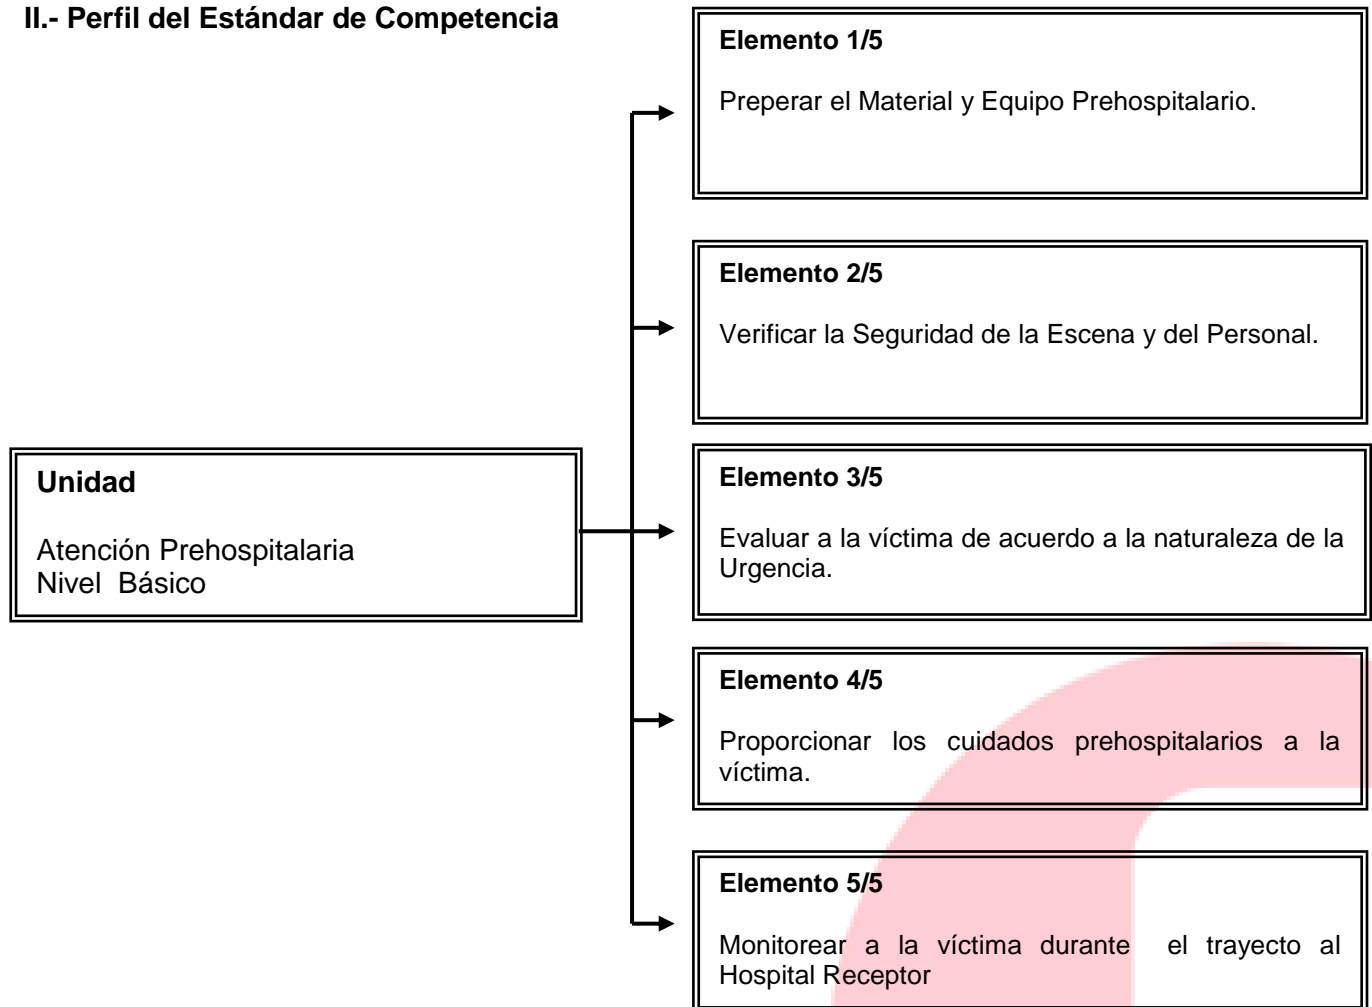 II.- Perfil del Estándar de Competencia
Elemento 1/5
Preperar el Material y Equipo Prehospitalario.
Elemento 2/5
Verificar la Seguridad de la Escena y del Personal.
Unidad
Atención Prehospitalaria
Nivel Básico
Elemento 3/5
Evaluar a la víctima de acuerdo a la naturaleza de la
Urgencia.
Elemento 4/5
Proporcionar los cuidados prehospitalarios a la
víctima.
Elemento 5/5
Monitorear a la víctima durante el trayecto al
Hospital Receptor